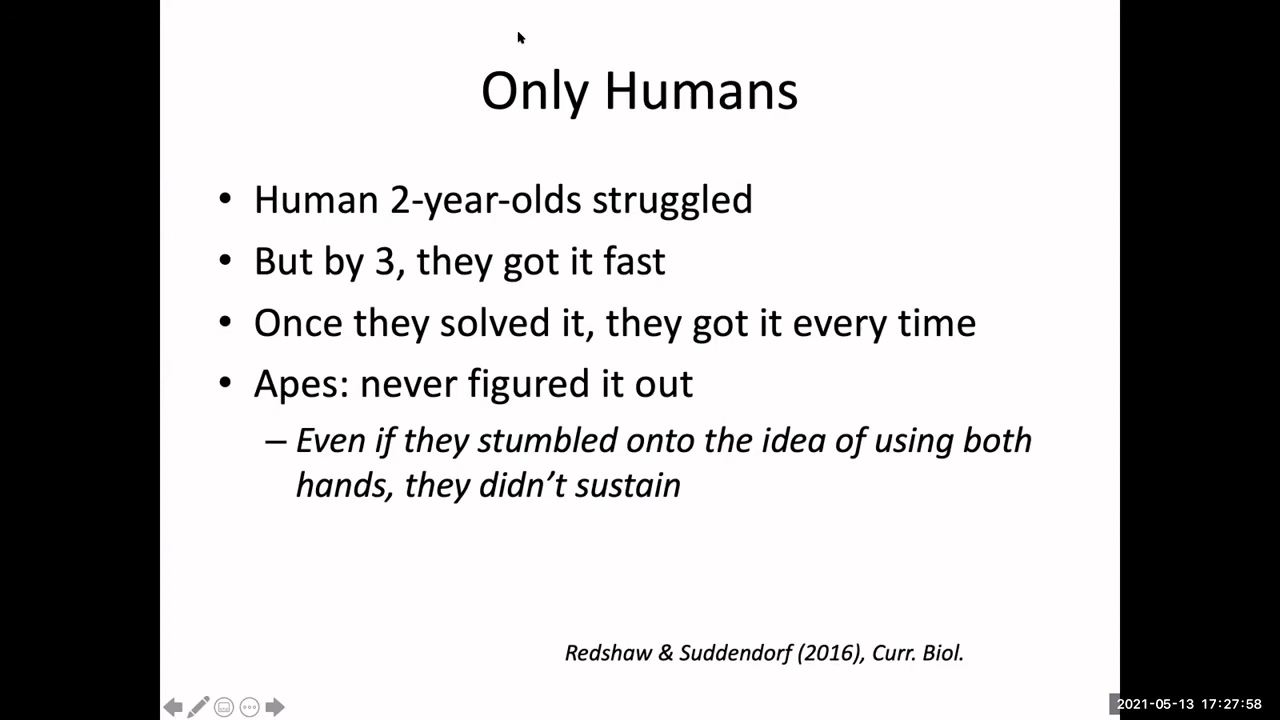 Only Humans
• Human 2-year-olds struggled
• But by 3, they got it fast
• Once they solved it, they got it every time
• Apes: never figured it out
– Even if they stumbled onto the idea of using both
hands, they didn’t sustain
Redshaw & Suddendorf (2016), Curr. Biol.
2021-05-13 17:27:58